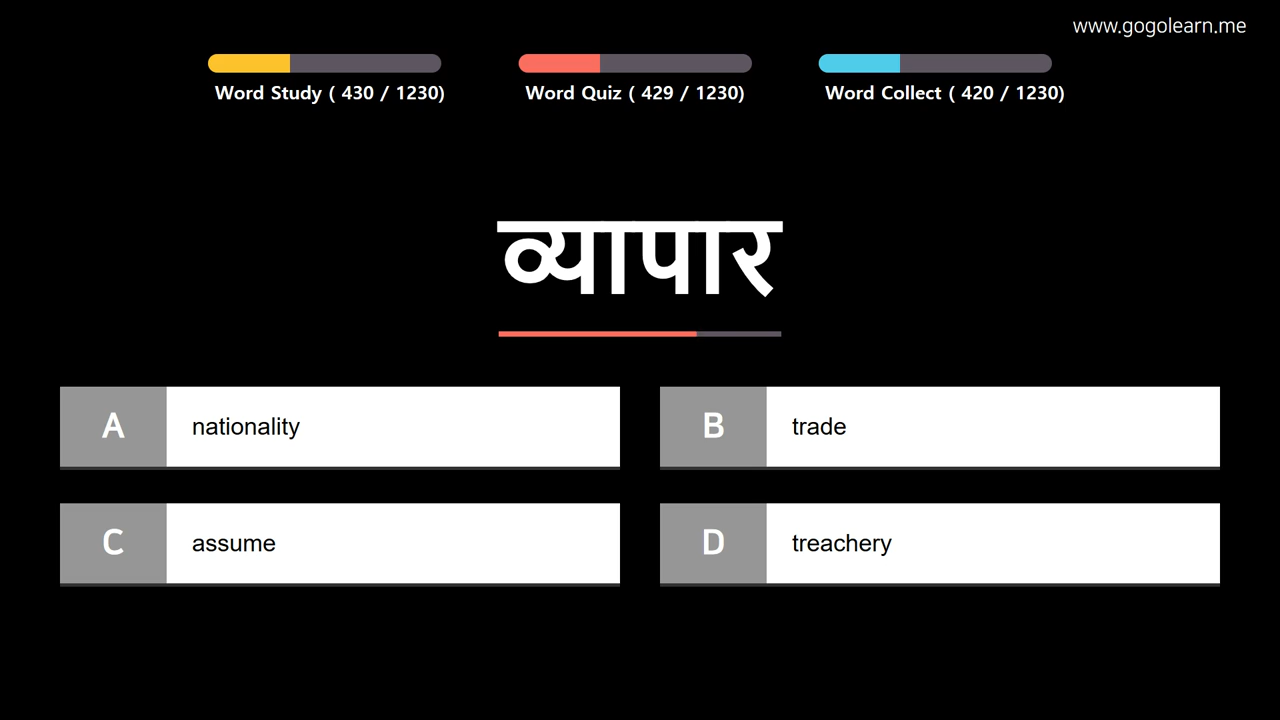 www.gogolearn.me
Word Study ( 430 / 1230)
Word Quiz ( 429 / 1230)
Word Collect ( 420 / 1230)
व्यापार
A nationality
B trade
C assume
D treachery